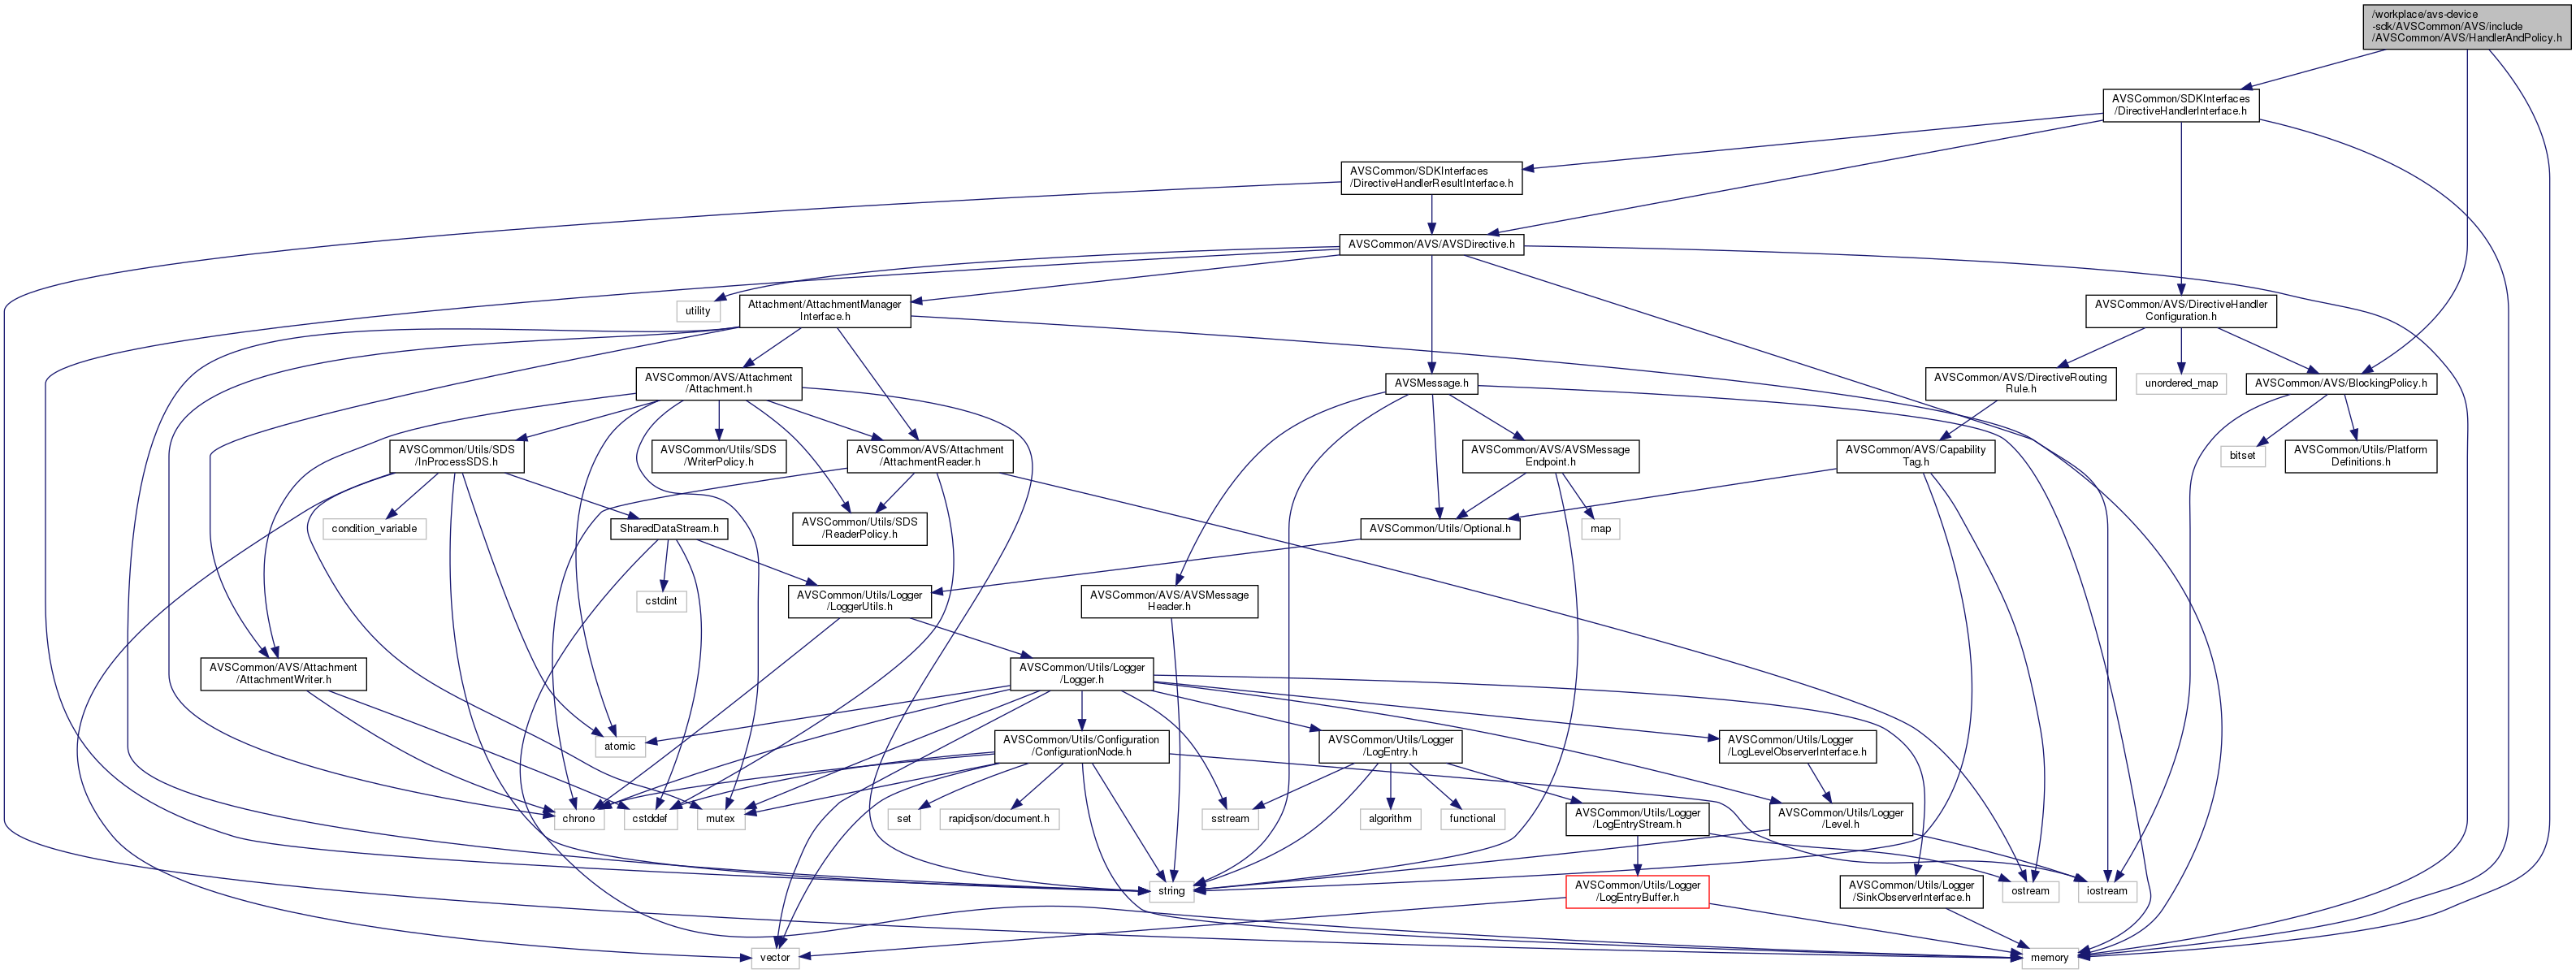 /workplace/avs-device
-sdk/AVSCommon/AVS/include
/AVSCommon/AVS/HandlerAndPolicy.h
AVSCommon/SDKInterfaces
/DirectiveHandlerInterface.h
AVSCommon/SDKInterfaces
/DirectiveHandlerResultInterface.h
AVSCommon/AVS/AVSDirective.h
utility
Attachment/AttachmentManager
Interface.h
AVSCommon/AVS/DirectiveHandler
Configuration.h
AVSCommon/AVS/Attachment
/Attachment.h
AVSMessage.h
AVSCommon/AVS/DirectiveRouting
Rule.h
unordered_map
AVSCommon/AVS/BlockingPolicy.h
AVSCommon/Utils/SDS
/InProcessSDS.h
AVSCommon/Utils/SDS
/WriterPolicy.h
AVSCommon/AVS/Attachment
/AttachmentReader.h
AVSCommon/AVS/AVSMessage
Endpoint.h
AVSCommon/AVS/Capability
Tag.h
bitset
AVSCommon/Utils/Platform
Definitions.h
condition_variable
SharedDataStream.h
AVSCommon/Utils/SDS
/ReaderPolicy.h
AVSCommon/Utils/Optional.h
map
cstdint
AVSCommon/Utils/Logger
/LoggerUtils.h
AVSCommon/AVS/AVSMessage
Header.h
AVSCommon/AVS/Attachment
/AttachmentWriter.h
AVSCommon/Utils/Logger
/Logger.h
atomic
AVSCommon/Utils/Configuration
/ConfigurationNode.h
AVSCommon/Utils/Logger
/LogEntry.h
AVSCommon/Utils/Logger
/LogLevelObserverInterface.h
chrono
cstddef
mutex
set
rapidjson/document.h
sstream
algorithm
functional
AVSCommon/Utils/Logger
/LogEntryStream.h
AVSCommon/Utils/Logger
/Level.h
string
AVSCommon/Utils/Logger
/LogEntryBuffer.h
AVSCommon/Utils/Logger
/SinkObserverInterface.h
ostream
iostream
vector
memory